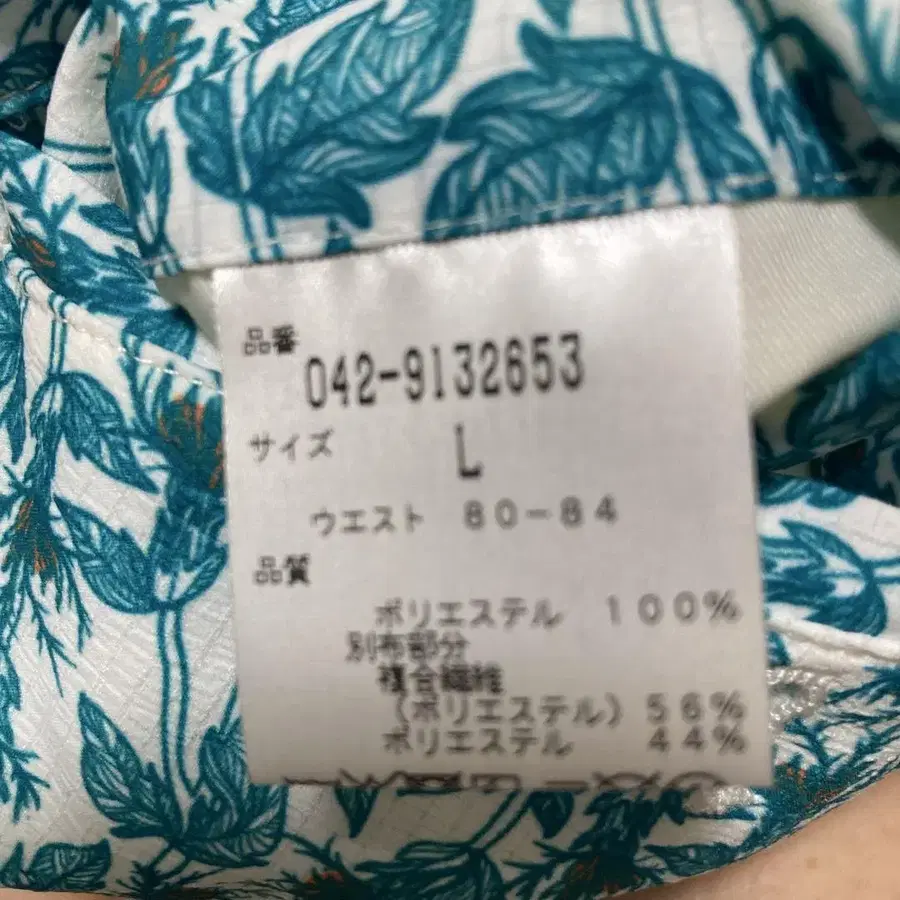 品番
042-9132653
サイズ
L
ウエスト 80-84
品質
ポリエステル 100%
別布部分
複合繊維
(ポリエステル) 56%
ポリエステル 44%